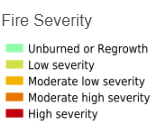 Fire Severity
Unburned or Regrowth
Low severity
Moderate low severity
Moderate high severity
High severity